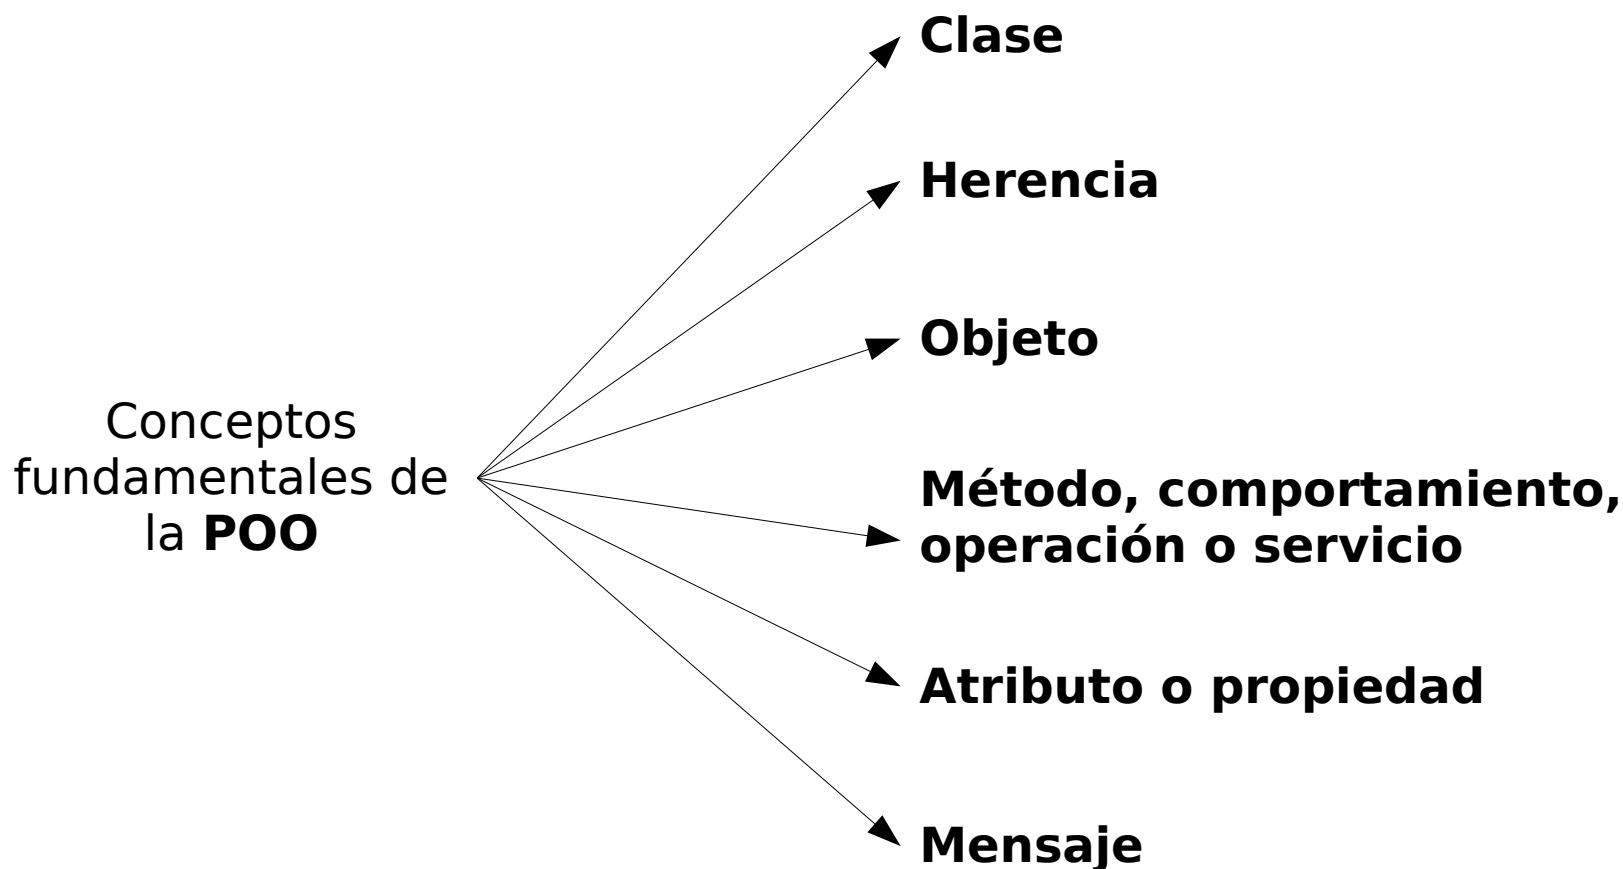 Conceptos
fundamentales de
la POO
Clase
Herencia
Objeto
Método, comportamiento,
operación o servicio
Atributo o propiedad
Mensaje